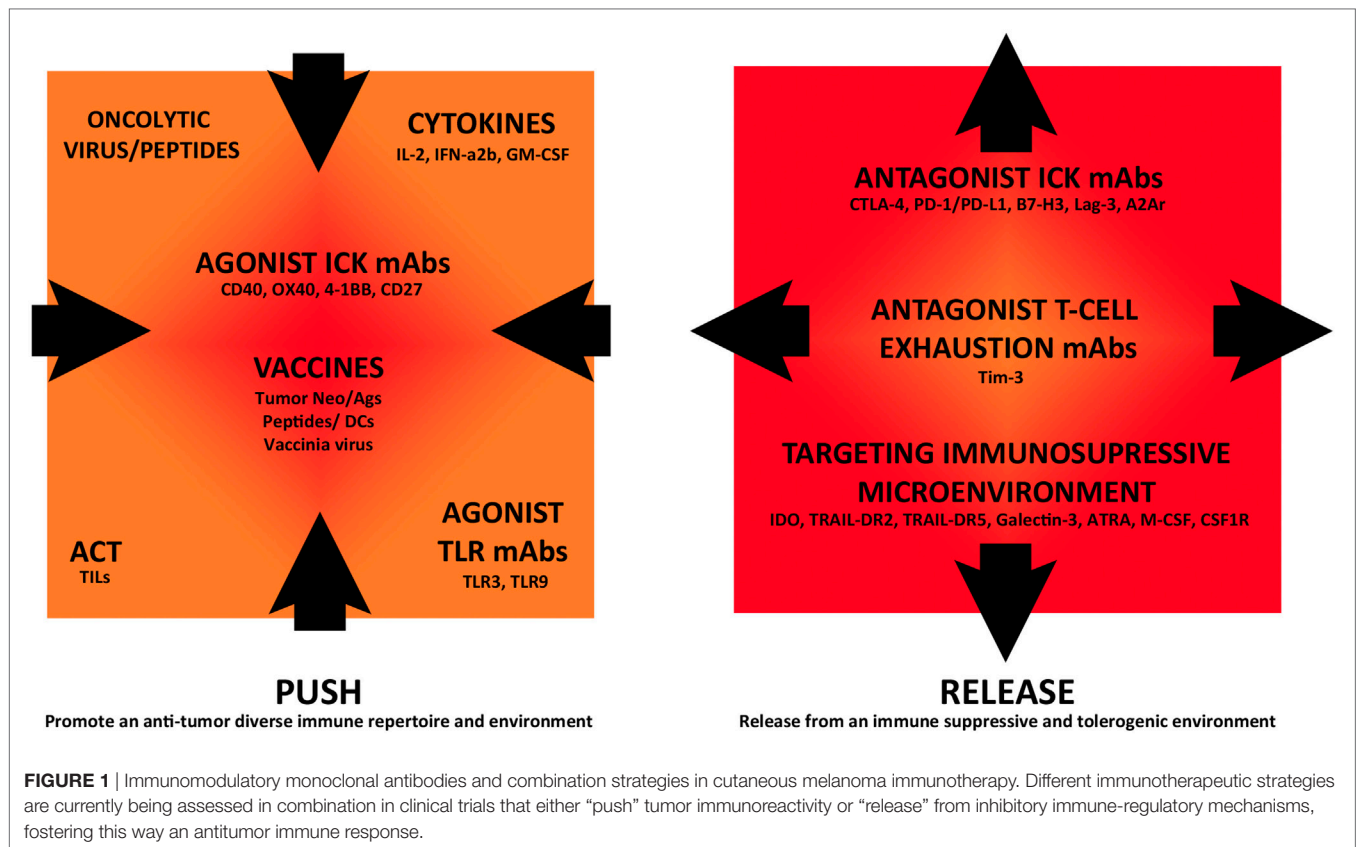 ONCOLYTIC
VIRUS/PEPTIDES
CYTOKINES
IL-2, IFN-a2b, GM-CSF
AGONIST ICK mAbs
CD40, OX40, 4-1BB, CD27
VACCINES
Tumor Neo/Ags
Peptides/ DCs
Vaccinia virus
ACT
TILs
AGONIST
TLR mAbs
TLR3, TLR9
PUSH
Promote an anti-tumor diverse immune repertoire and environment
ANTAGONIST ICK mAbs
CTLA-4, PD-1/PD-L1, B7-H3, Lag-3, A2Ar
ANTAGONIST T-CELL
EXHAUSTION mAbs
Tim-3
TARGETING IMMUNOSUPRESSIVE
MICROENVIRONMENT
IDO, TRAIL-DR2, TRAIL-DR5, Galectin-3, ATRA, M-CSF, CSF1R
RELEASE
Release from an immune suppressive and tolerogenic environment
FIGURE 1 | Immunomodulatory monoclonal antibodies and combination strategies in cutaneous melanoma immunotherapy. Different immunotherapeutic strategies
are currently being assessed in combination in clinical trials that either “push” tumor immunoreactivity or “release” from inhibitory immune-regulatory mechanisms,
fostering this way an antitumor immune response.